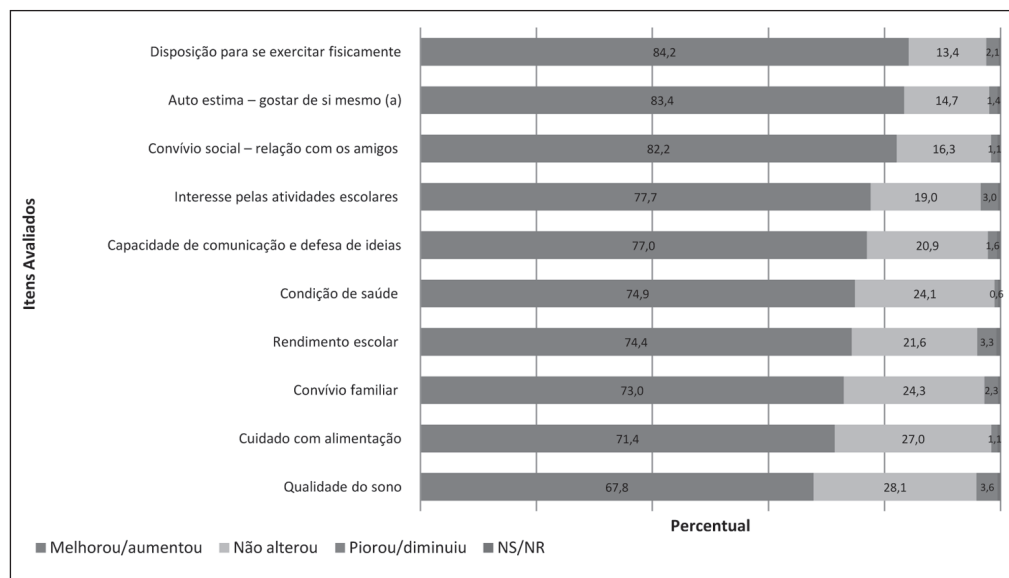 Disposição para se exercitar fisicamente 84,2 13,4 2,1
Auto estima – gostar de si mesmo (a) 83,4 14,7 1,4
Convívio social – relação com os amigos 82,2 16,3 1,1
Interesse pelas atividades escolares 77,7 19,0 3,0
Capacidade de comunicação e defesa de ideias 77,0 20,9 1,6
Condição de saúde 74,9 24,1 0,6
Rendimento escolar 74,4 21,6 3,3
Convívio familiar 73,0 24,3 2,3
Cuidado com alimentação 71,4 27,0 1,1
Qualidade do sono 67,8 28,1 3,6
Itens Avaliados
Percentual
Melhorou/aumentou Não alterou Piorou/diminuiu NS/NR